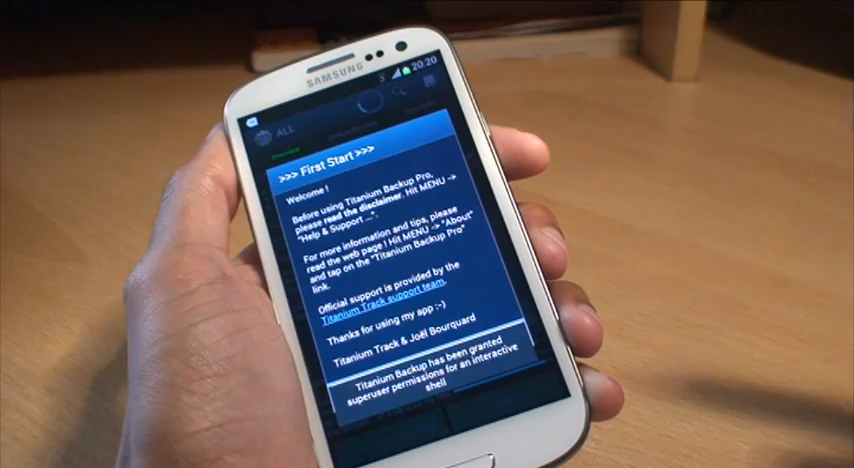 SAMSUNG
20:20
ALL
Overview
>>> First Start >>>
Welcome !
Before using Titanium Backup Pro,
please read the disclaimer. Hit MENU ->
"Help & Support ...".
For more information and tips, please
read the web page ! Hit MENU -> "About"
and tap on the "Titanium Backup Pro"
link.
Official support is provided by the
Titanium Track support team.
Thanks for using my app :-)
Titanium Track & Joël Bourquard
Titanium Backup has been granted
superuser permissions for an interactive
shell